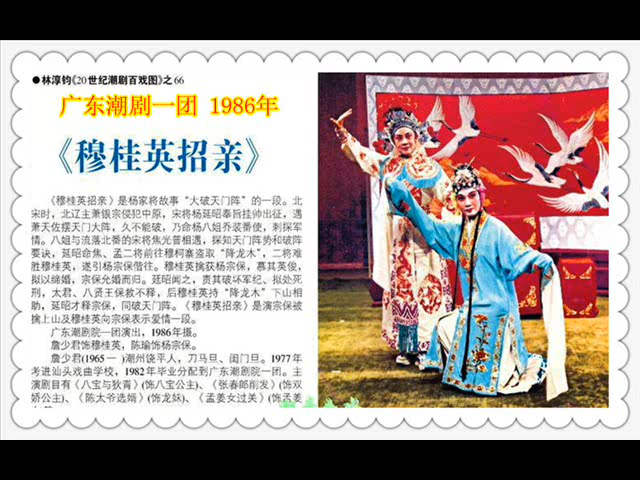 ●林淳钧《20世纪潮剧百戏图》之66
广东潮剧一团 1986年
《穆桂英招亲》
《穆桂英招亲》是杨家将故事“大破天门阵”的一段。北
宋时，北辽主萧银宗侵犯中原，宋将杨延昭奉旨挂帅出征，遇
萧天佐摆天门大阵，久不能破，乃命杨八姐乔装番使，刺探军
情。八姐与流落北番的宋将焦光普相遇，探知天门阵势和破阵
要诀，延昭命焦、孟二将前往穆柯寨盗取“降龙木”，二将难
胜穆桂英，遂引杨宗保偕往。穆桂英擒获杨宗保，慕其英俊，
拟以缔婚，宗保允婚而归。延昭闻之，责其破坏军纪、拟处死
刑，太君、八贤王保救不释，后穆桂英持“降龙木”下山相
助，延昭才释宗保，同破天门阵。《穆桂英招亲》是演宗保被
擒上山及穆桂英向宗保表示爱情一段。
广东潮剧院一团演出，1986年摄。
詹少君饰穆桂英，陈瑜饰杨宗保。
詹少君(1965一 )潮州饶平人，刀马旦、闺门旦。1977年
考进汕头戏曲学校，1982年毕业分配到广东潮剧院一团。主
演剧目有《八宝与狄青》(饰八宝公主)、《张春郎削发》(饰双
娇公主)、《陈太爷选婿》(饰龙妹)、《孟姜女过关》(饰孟姜